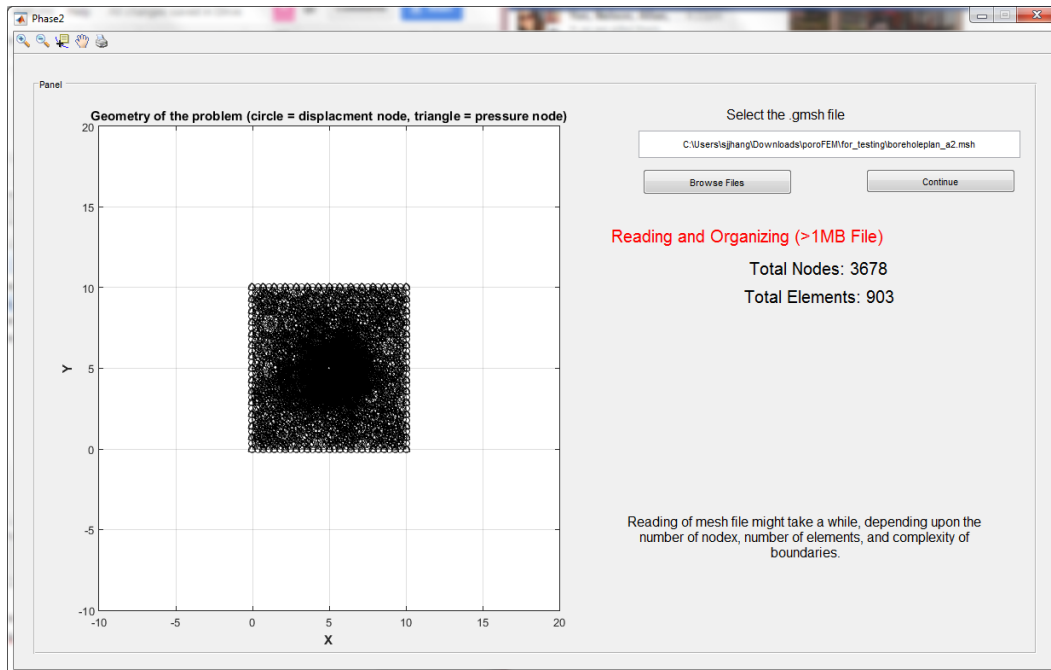 Phase2
Panel
Geometry of the problem (circle = displacment node, triangle = pressure node)
20
15
10
5
0
-5
-10
-10
-5
0
5
10
15
20
X
Y
Select the .gmsh file
C:\Users\sjjhang\Downloads\poroFEM\for_testing\boreholeplan_a2.msh
Browse Files
Continue
Reading and Organizing (>1MB File)
Total Nodes: 3678
Total Elements: 903
Reading of mesh file might take a while, depending upon the
number of nodex, number of elements, and complexity of
boundaries.